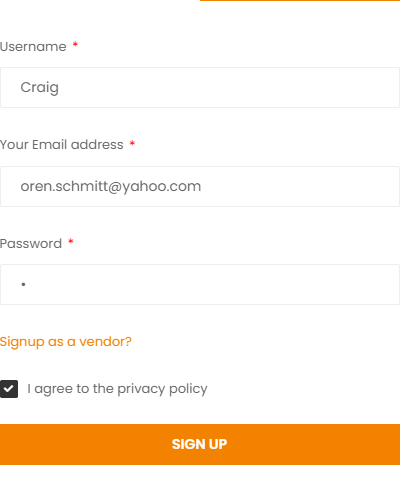 Username *
Craig
Your Email address *
oren.schmitt@yahoo.com
Password *
•
Signup as a vendor?
I agree to the privacy policy
SIGN UP